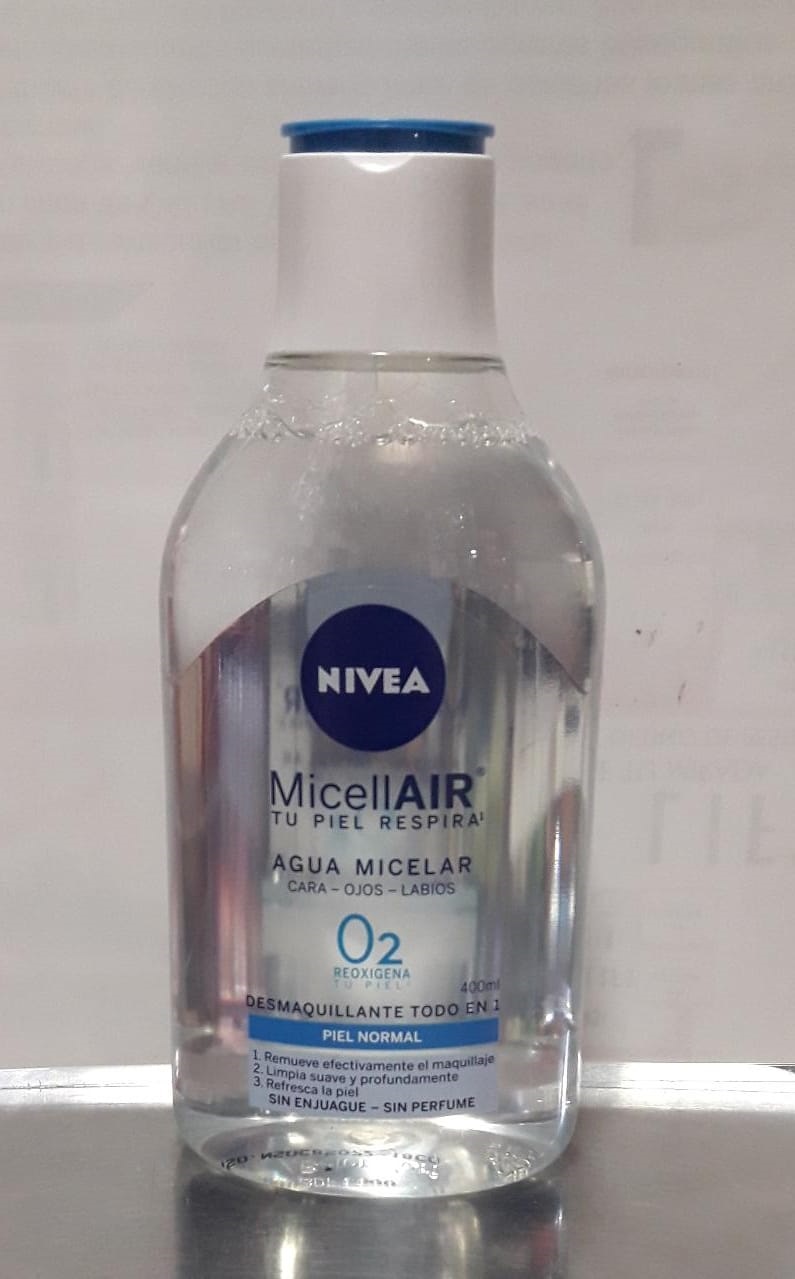 NIVEA
MicellAIR®
TU PIEL RESPIRA¹
AGUA MICELAR
CARA – OJOS – LABIOS
O2
REOXIGENA
TU PIEL¹
400ml
DESMAQUILLANTE TODO EN 1
PIEL NORMAL
1. Remueve efectivamente el maquillaje
2. Limpia suave y profundamente
3. Refresca la piel
SIN ENJUAGUE – SIN PERFUME